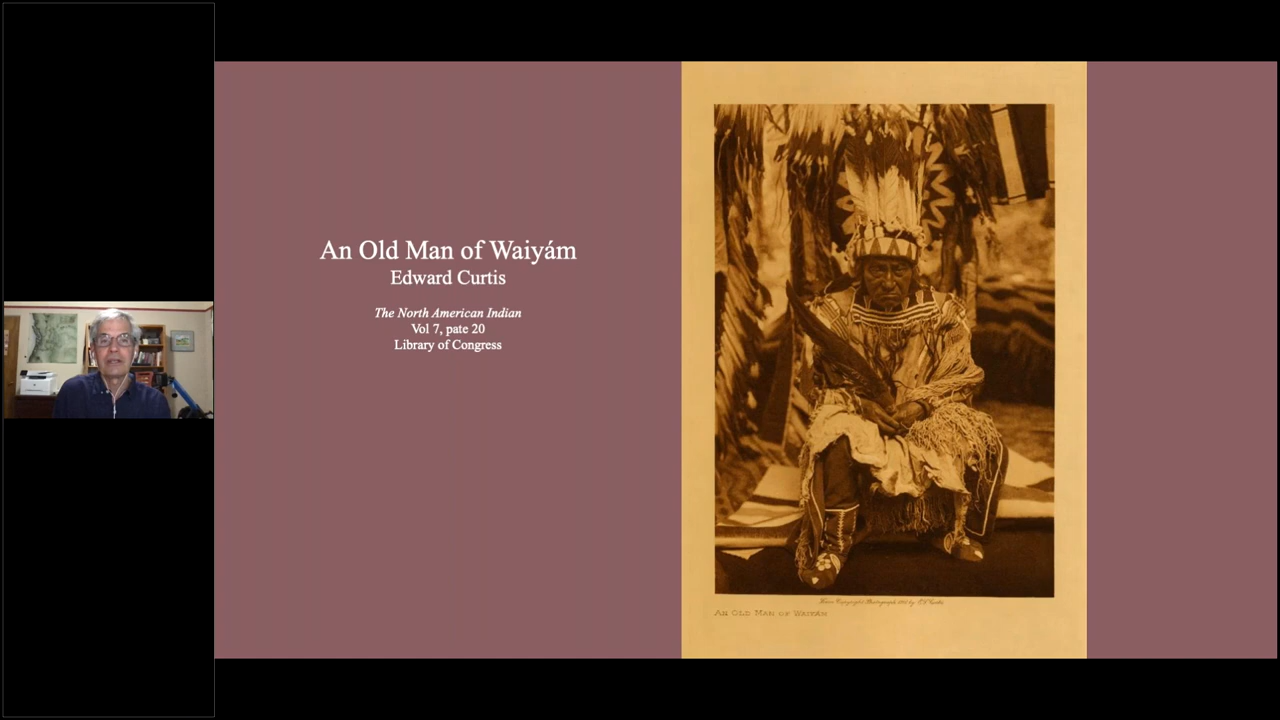 An Old Man of Waiyám
Edward Curtis
The North American Indian
Vol 7, pate 20
Library of Congress
An Old Man of Waiyám